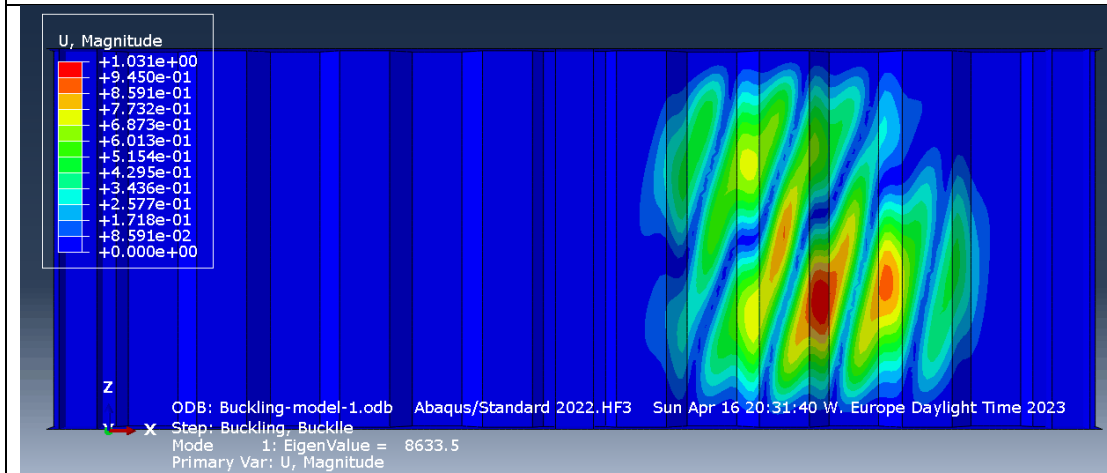 U, Magnitude
+1.031e+00
+9.450e-01
+8.591e-01
+7.732e-01
+6.873e-01
+6.013e-01
+5.154e-01
+4.295e-01
+3.436e-01
+2.577e-01
+1.718e-01
+8.591e-02
+0.000e+00
Z
Y X
ODB: Buckling-model-1.odb Abaqus/Standard 2022.HF3 Sun Apr 16 20:31:40 W. Europe Daylight Time 2023
Step: Buckling, Bucklle
Mode 1: EigenValue = 8633.5
Primary Var: U, Magnitude